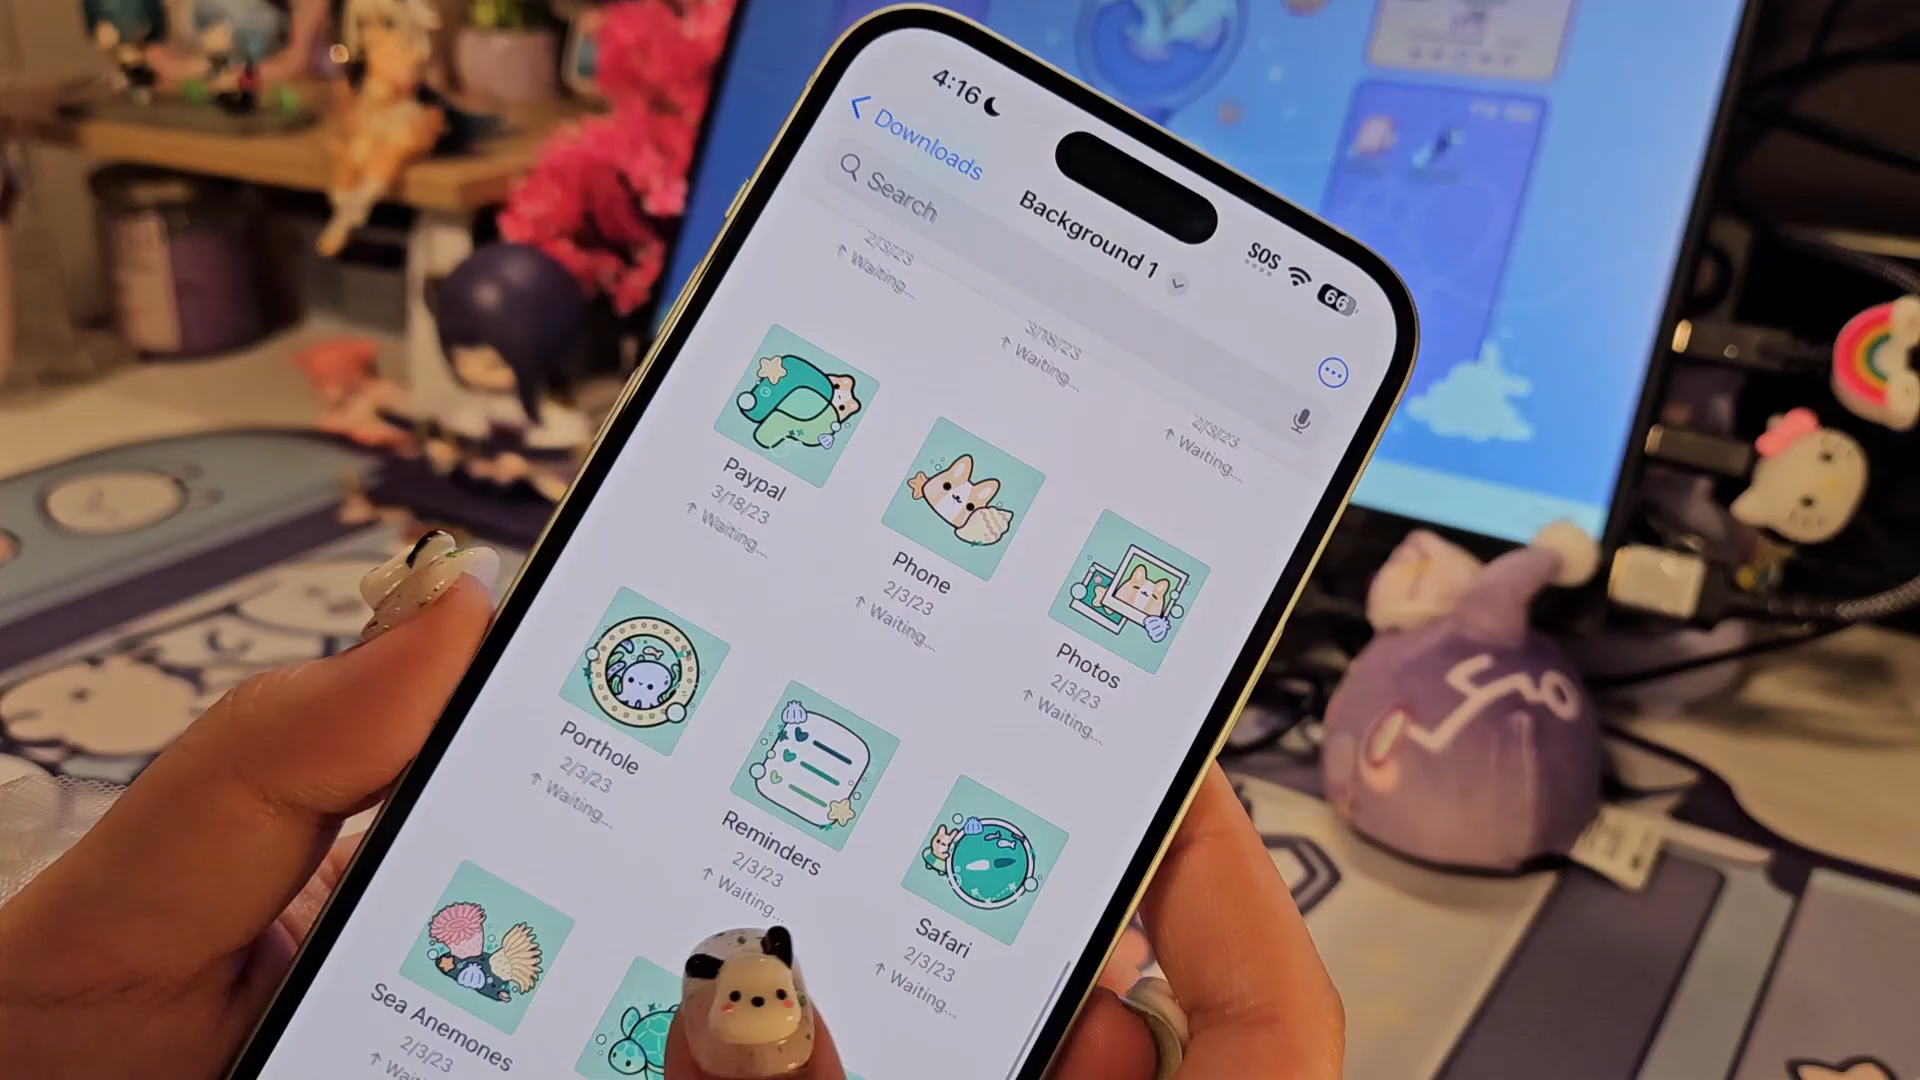 4:16
SOS
66
Downloads
Background 1
Search
2/3/23
Waiting...
3/18/23
Waiting...
2/3/23
Waiting...
Paypal
3/18/23
Waiting...
Phone
2/3/23
Waiting...
Photos
2/3/23
Waiting...
Porthole
2/3/23
Waiting...
Reminders
2/3/23
Waiting...
Safari
2/3/23
Waiting...
Sea Anemones
2/3/23